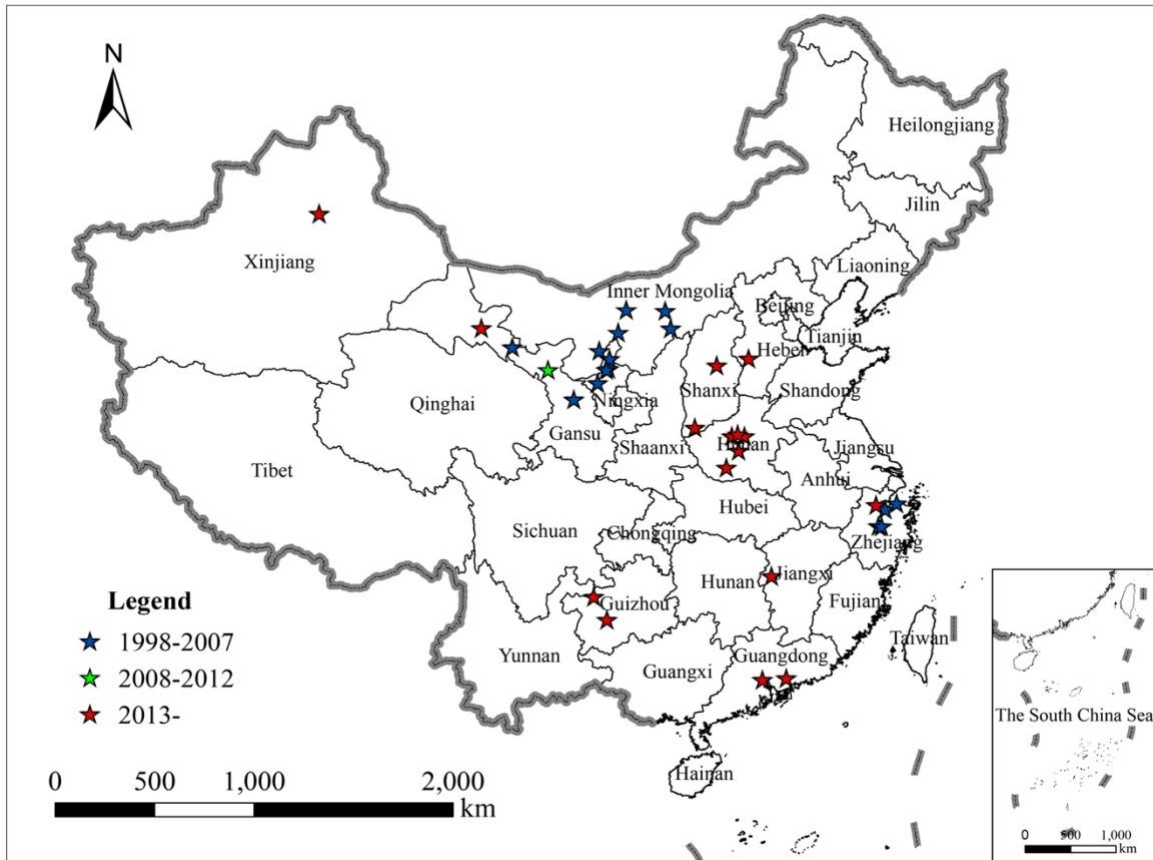 N
Heilongjiang
Jilin
Liaoning
Xinjiang
Inner Mongolia
Beijing
Tianjin
Hebei
Shanxi
Shandong
Qinghai
Ningxia
Gansu
Shaanxi
Henan
Jiangsu
Tibet
Anhui
Hubei
Sichuan
Chongqing
Zhejiang
Hunan
Jiangxi
Guizhou
Fujian
Taiwan
Yunnan
Guangxi
Guangdong
Hainan
Legend
1998-2007
2008-2012
2013-
0 500 1,000 2,000
km
The South China Sea
0 500 1,000
km